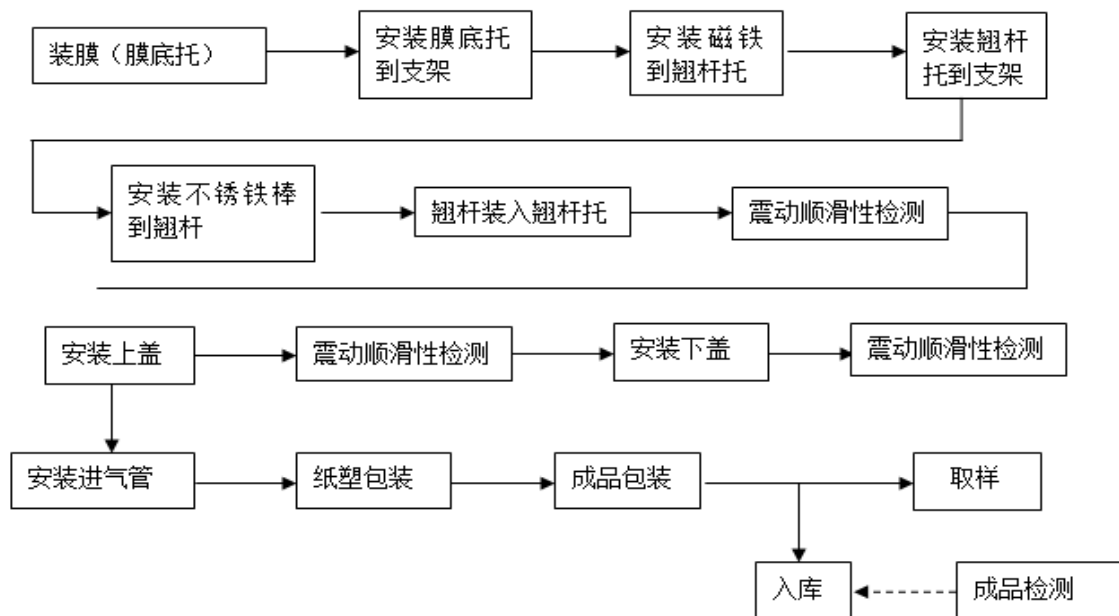 装膜（膜底托）
安装膜底托
到支架
安装磁铁
到翘杆托
安装翘杆
托到支架
安装不锈铁棒
到翘杆
翘杆装入翘杆托
震动顺滑性检测
安装上盖
震动顺滑性检测
安装下盖
震动顺滑性检测
安装进气管
纸塑包装
成品包装
取样
入库
成品检测